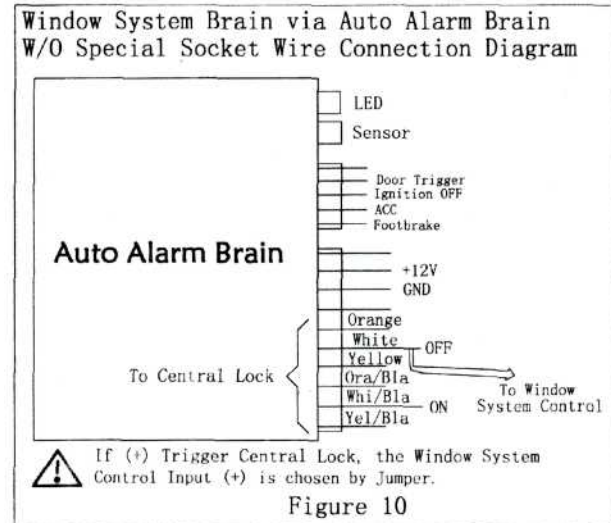 Window System Brain via Auto Alarm Brain
W/O Special Socket Wire Connection Diagram
LED
Sensor
Door Trigger
Ignition OFF
ACC
Footbrake
Auto Alarm Brain
+12V
GND
Orange
White
OFF
Yellow
To Central Lock
Ora/Bla
Whi/Bla
ON
Yel/Bla
To Window
System Control
If (+) Trigger Central Lock, the Window System
Control Input (+) is chosen by Jumper.
Figure 10